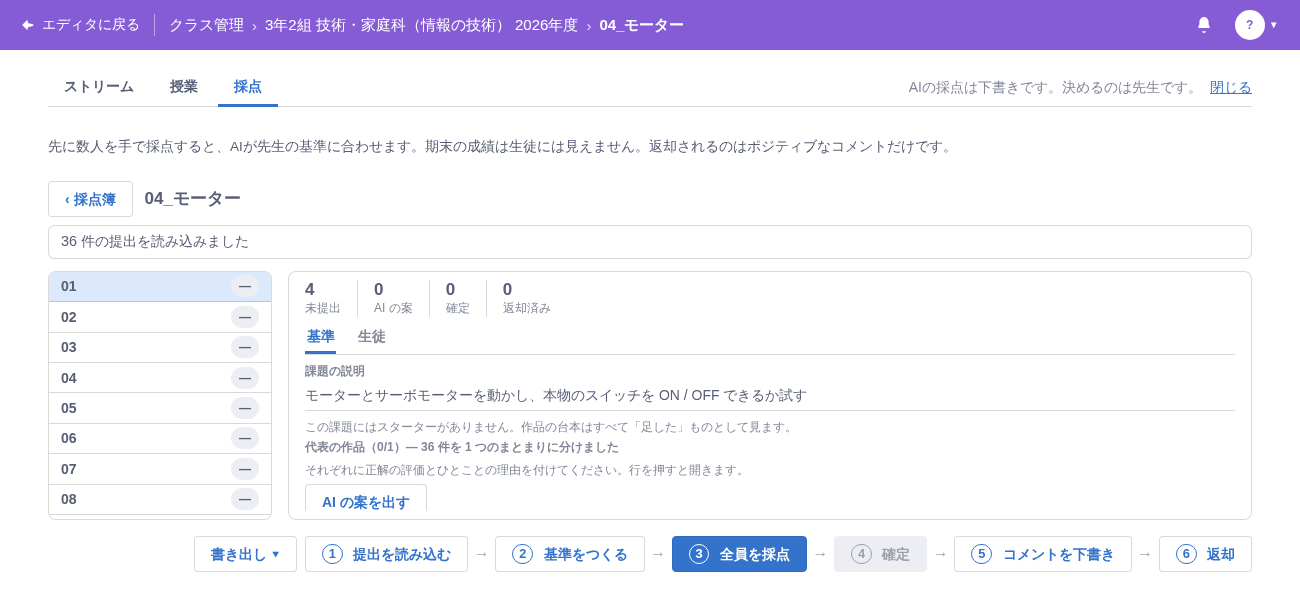 エディタに戻る
クラス管理 › 3年2組 技術・家庭科（情報の技術） 2026年度 › 04_モーター
?
ストリーム 授業 採点
AIの採点は下書きです。決めるのは先生です。 閉じる
先に数人を手で採点すると、AIが先生の基準に合わせます。期末の成績は生徒には見えません。返却されるのはポジティブなコメントだけです。
‹ 採点簿
04_モーター
36 件の提出を読み込みました
01 —
02 —
03 —
04 —
05 —
06 —
07 —
08 —
4 0 0 0
未提出 AI の案 確定 返却済み
基準 生徒
課題の説明
モーターとサーボモーターを動かし、本物のスイッチを ON / OFF できるか試す
この課題にはスターターがありません。作品の台本はすべて「足した」ものとして見ます。
代表の作品（0/1）— 36 件を 1 つのまとまりに分けました
それぞれに正解の評価とひとことの理由を付けてください。行を押すと開きます。
AI の案を出す
書き出し ▾ 1 提出を読み込む → 2 基準をつくる → 3 全員を採点 → 4 確定 → 5 コメントを下書き → 6 返却